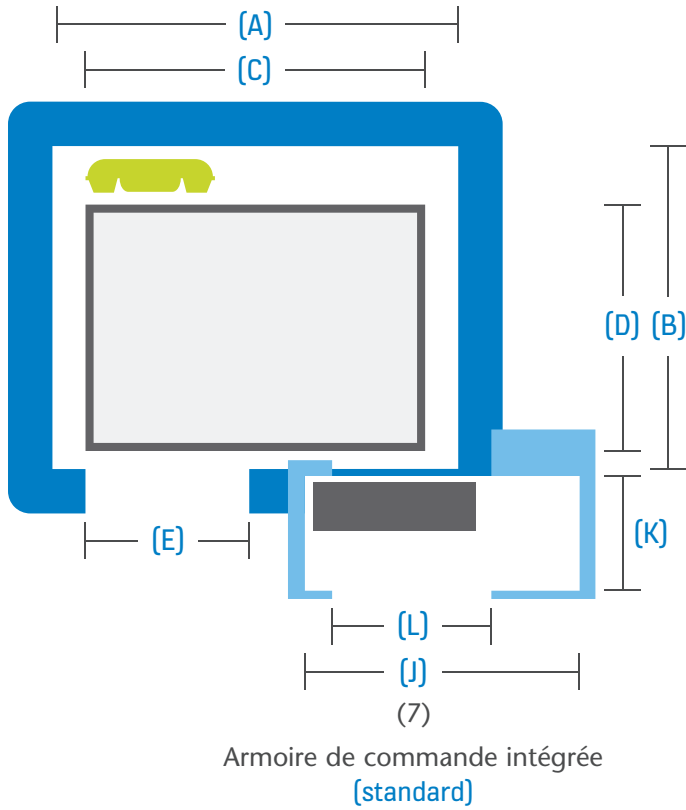 (A)
(C)
(D) (B)
(E)
(K)
(L)
(J)
(7)
Armoire de commande intégrée
(standard)